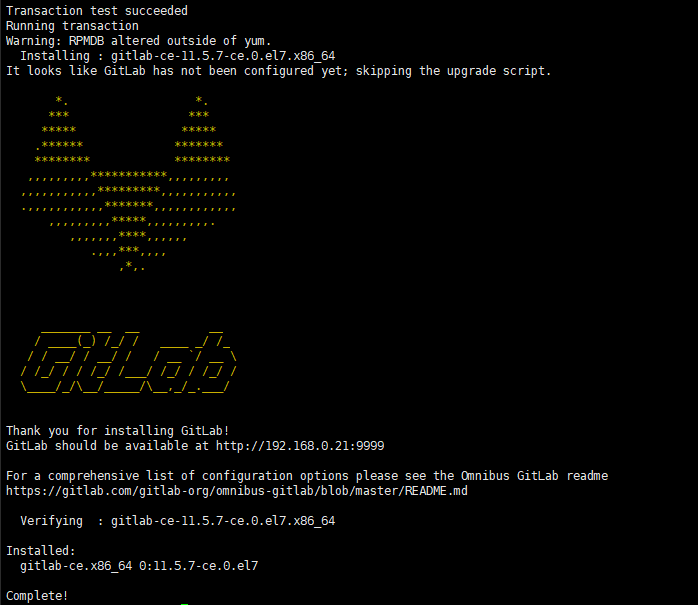 Transaction test succeeded
Running transaction
Warning: RPMDB altered outside of yum.
  Installing : gitlab-ce-11.5.7-ce.0.el7.x86_64
It looks like GitLab has not been configured yet; skipping the upgrade script.

       *.                  *.
      ***                 ***
     *****               *****
    .******             *******
    ********            ********
   ,,,,,,,,,***********,,,,,,,,,
  ,,,,,,,,,,,*********,,,,,,,,,,,
  .,,,,,,,,,,,*******,,,,,,,,,,,,
      ,,,,,,,,,*****,,,,,,,,,.
         ,,,,,,,****,,,,,,
            .,,,***,,,,
                ,*,.

     _______ __  __          __
    / ____(_) /_/ /   ____ _/ /_
   / / __/ / __/ /   / __ `/ __ \
  / /_/ / / /_/ /___/ /_/ / /_/ /
  \____/_/\__/_____/\__,_/_.___/

Thank you for installing GitLab!
GitLab should be available at http://192.168.0.21:9999

For a comprehensive list of configuration options please see the Omnibus GitLab readme
https://gitlab.com/gitlab-org/omnibus-gitlab/blob/master/README.md

  Verifying  : gitlab-ce-11.5.7-ce.0.el7.x86_64

Installed:
  gitlab-ce.x86_64 0:11.5.7-ce.0.el7

Complete!